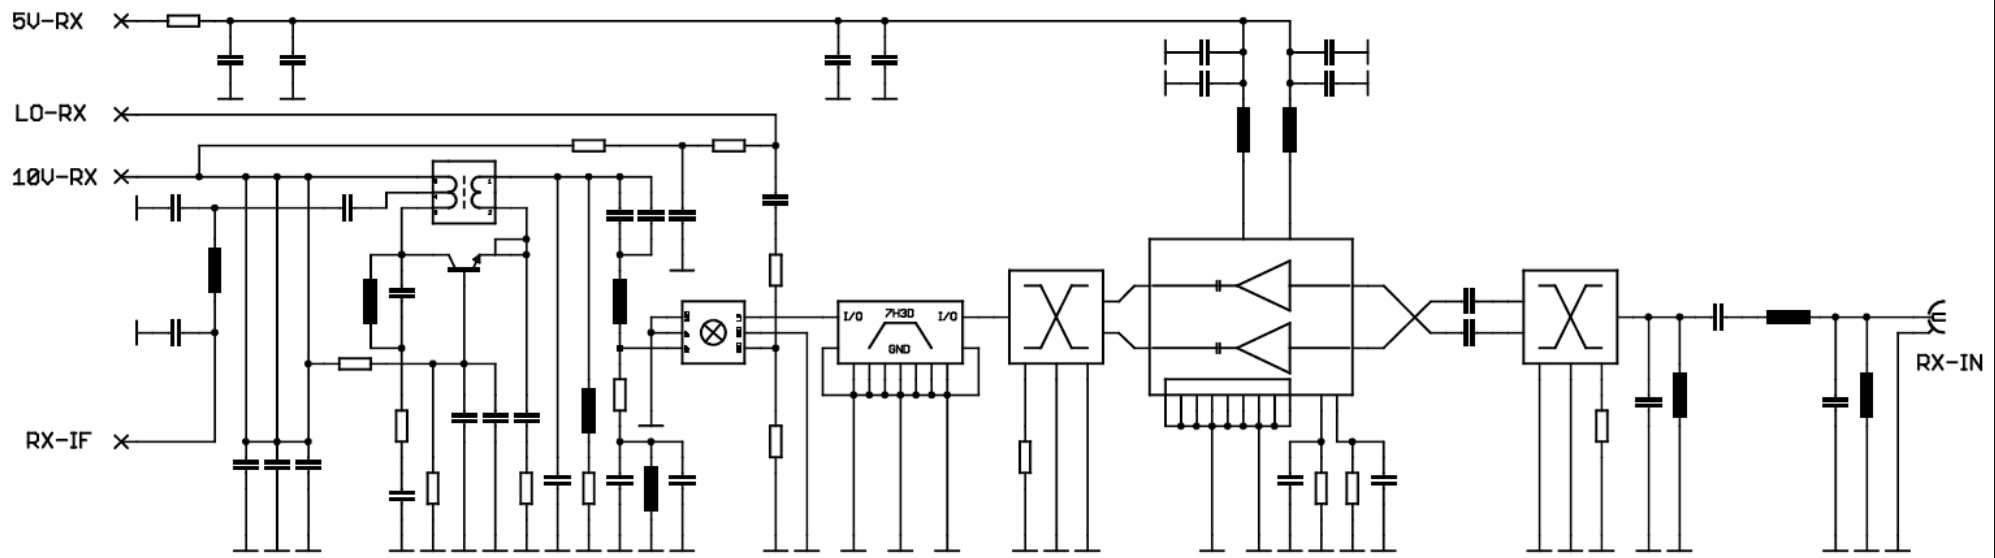 5V-RX
LO-RX
10V-RX
I/O 7H3D I/O
GND
RX-IN
RX-IF